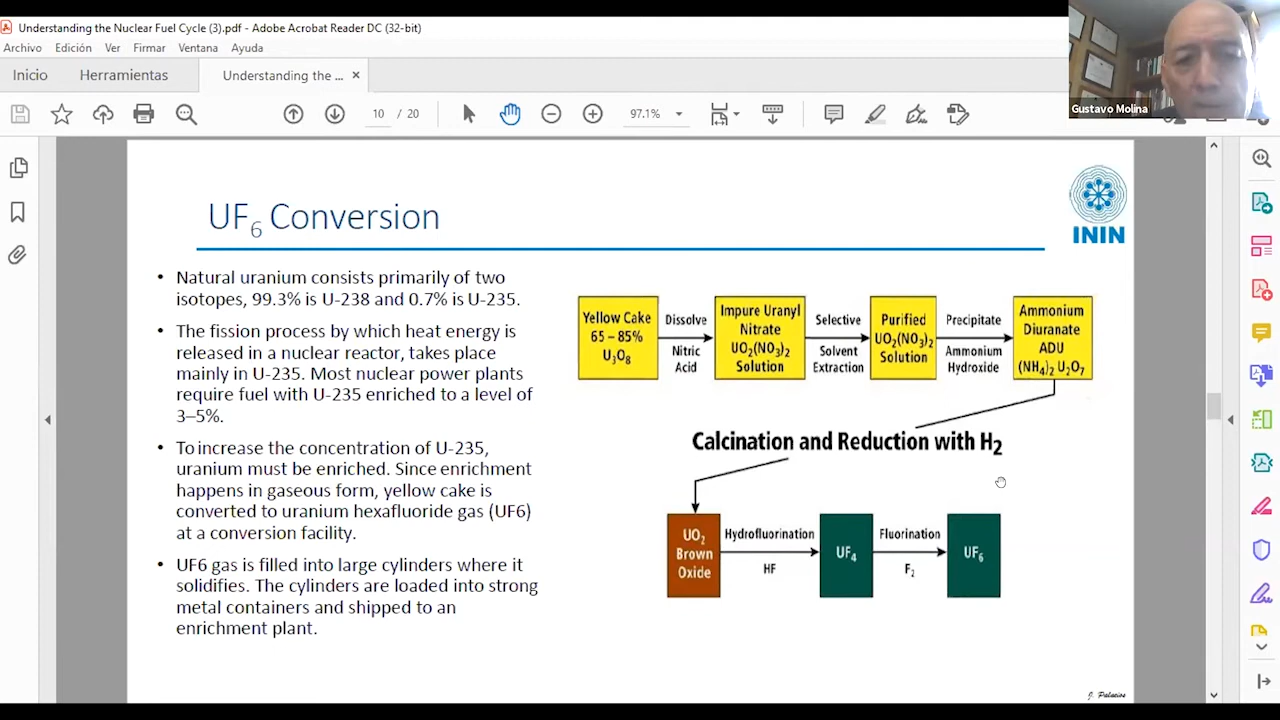 Understanding the Nuclear Fuel Cycle (3).pdf - Adobe Acrobat Reader DC (32-bit)
Archivo Edición Ver Firmar Ventana Ayuda
Inicio Herramientas Understanding the ... ×
10 / 20 97.1%
Gustavo Molina
UF6 Conversion
ININ
• Natural uranium consists primarily of two
isotopes, 99.3% is U-238 and 0.7% is U-235.
• The fission process by which heat energy is
released in a nuclear reactor, takes place
mainly in U-235. Most nuclear power plants
require fuel with U-235 enriched to a level of
3–5%.
• To increase the concentration of U-235,
uranium must be enriched. Since enrichment
happens in gaseous form, yellow cake is
converted to uranium hexafluoride gas (UF6)
at a conversion facility.
• UF6 gas is filled into large cylinders where it
solidifies. The cylinders are loaded into strong
metal containers and shipped to an
enrichment plant.
Yellow Cake
65 – 85%
U3O8
Dissolve
Nitric
Acid
Impure Uranyl
Nitrate
UO2(NO3)2
Solution
Selective
Solvent
Extraction
Purified
UO2(NO3)2
Solution
Precipitate
Ammonium
Hydroxide
Ammonium
Diuranate
ADU
(NH4)2 U2O7
Calcination and Reduction with H2
UO2
Brown
Oxide
Hydrofluorination
HF
UF4
Fluorination
F2
UF6
J. Palacios